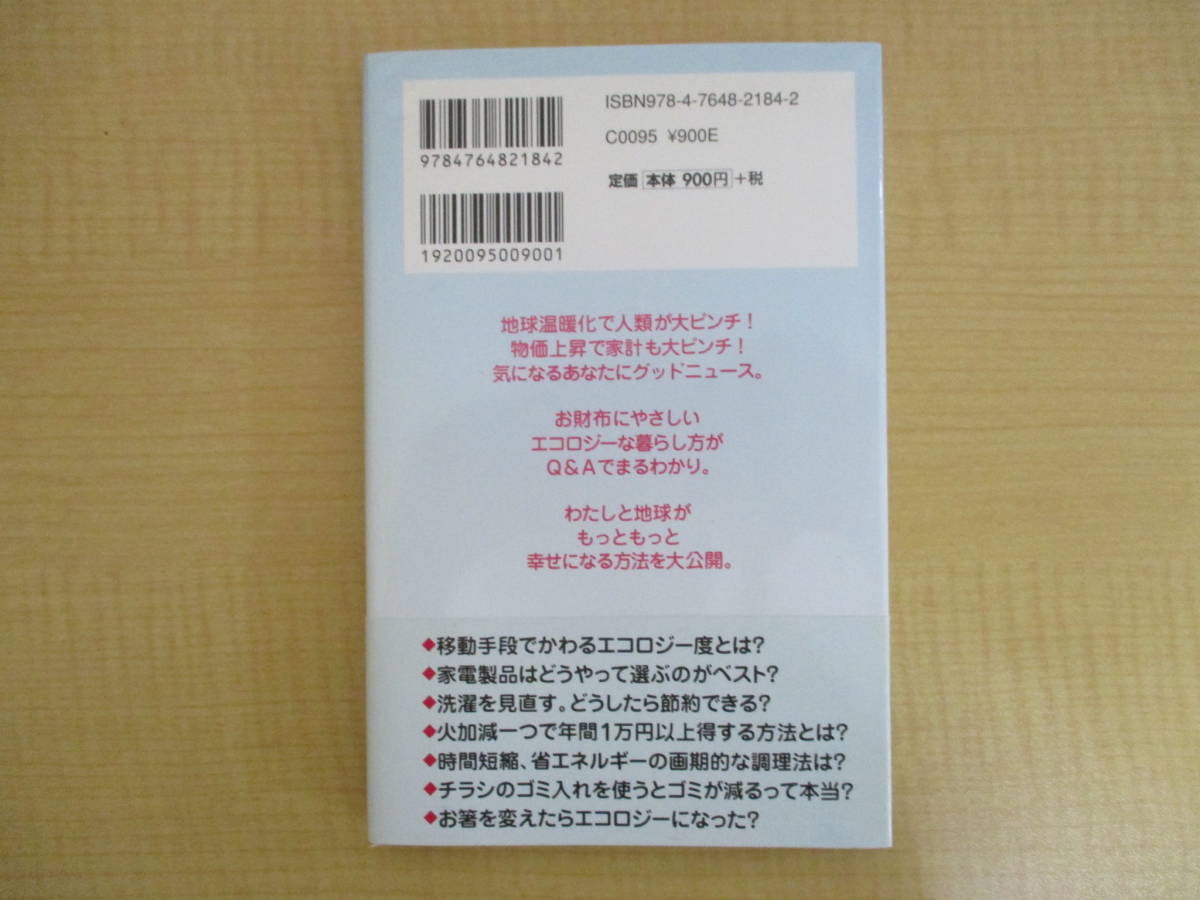 ISBN978-4-7648-2184-2
C0095 ¥900E
9784764821842
定価 本体 900円 +税
1920095009001
地球温暖化で人類が大ピンチ!
物価上昇で家計も大ピンチ!
気になるあなたにグッドニュース。
お財布にやさしい
エコロジーな暮らし方が
Q&Aでまるわかり。
わたしと地球が
もっともっと
幸せになる方法を大公開。
◆移動手段でかわるエコロジー度とは?
◆家電製品はどうやって選ぶのがベスト?
◆洗濯を見直す。どうしたら節約できる?
◆火加減一つで年間1万円以上得する方法とは?
◆時間短縮、省エネルギーの画期的な調理法は?
◆チラシのゴミ入れを使うとゴミが減るって本当?
◆お箸を変えたらエコロジーになった?